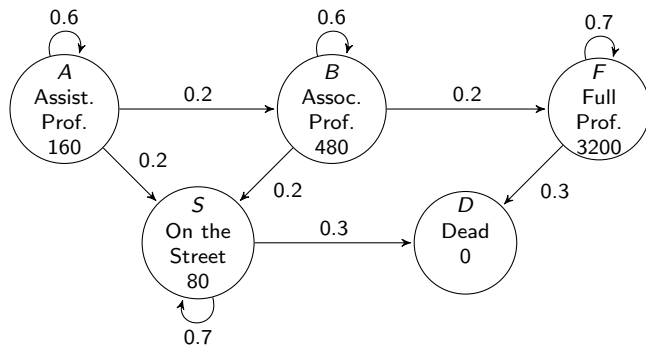 0.6
0.6
0.7
A
Assist.
Prof.
160
0.2
B
Assoc.
Prof.
480
0.2
F
Full
Prof.
3200
0.2
0.2
0.3
S
On the
Street
80
0.3
D
Dead
0
0.7